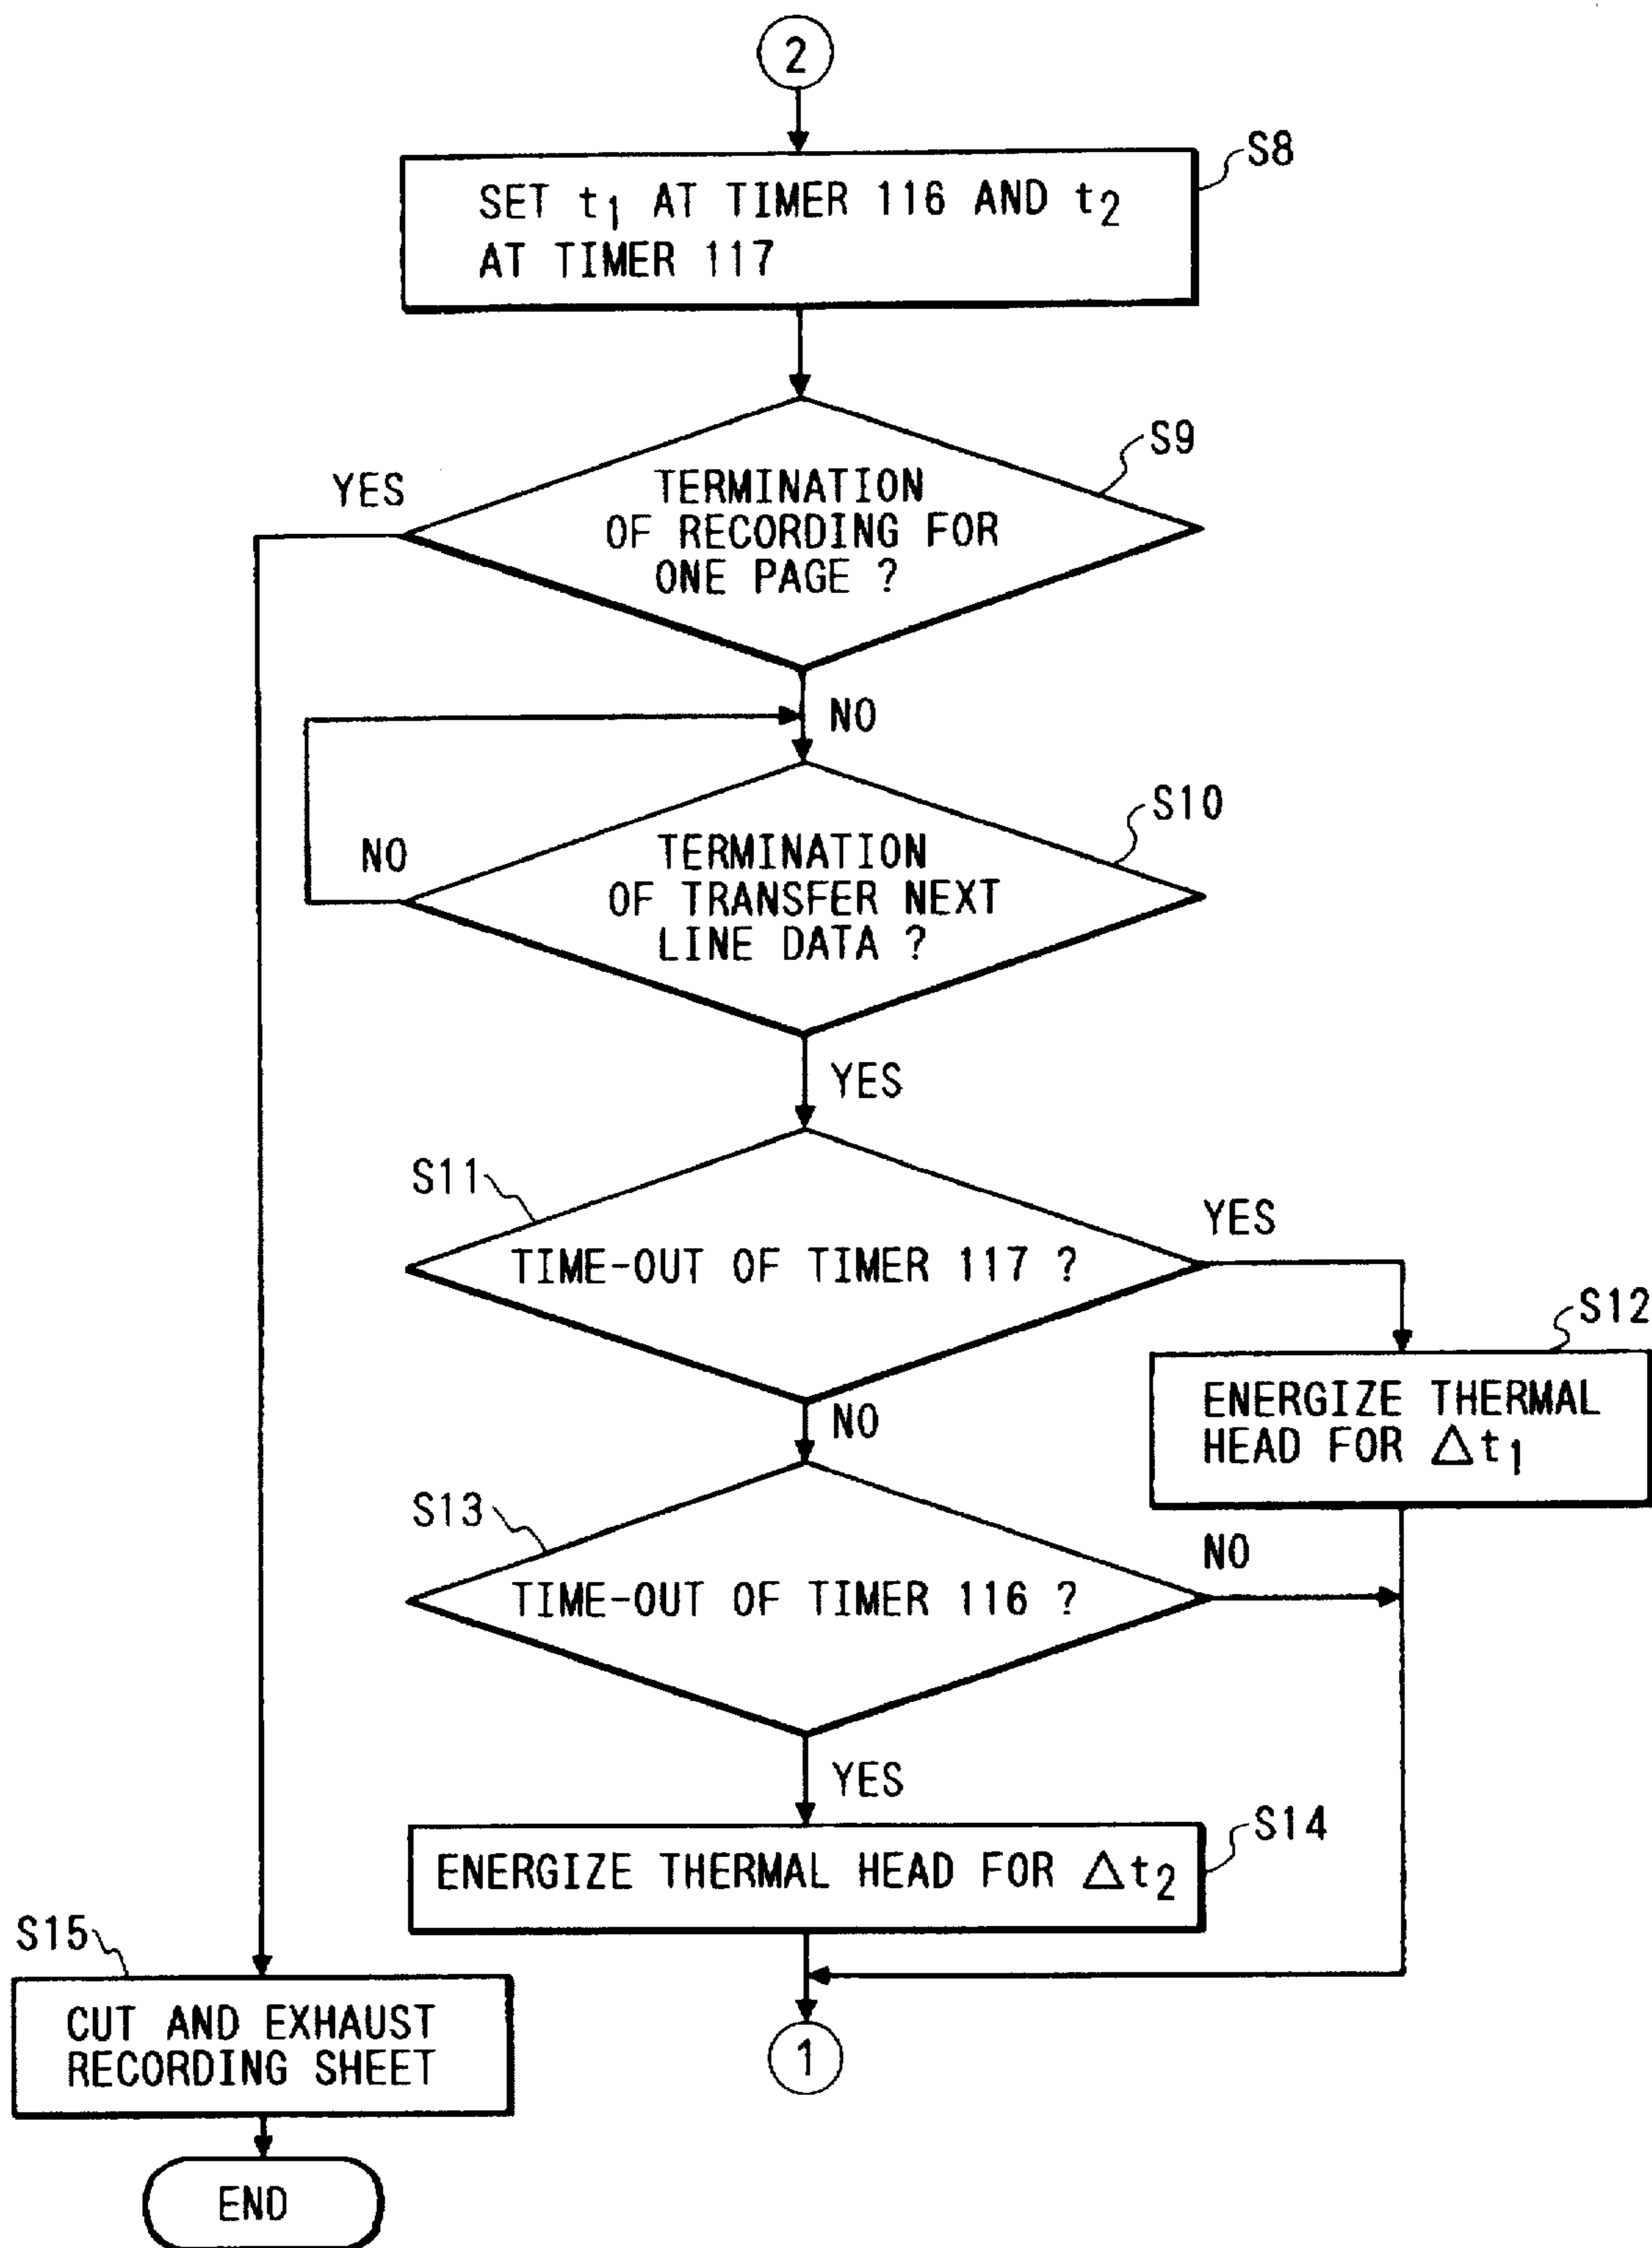 2
S8
SET t1 AT TIMER 116 AND t2
AT TIMER 117
S9
YES
TERMINATION
OF RECORDING FOR
ONE PAGE ?
NO
S10
NO
TERMINATION
OF TRANSFER NEXT
LINE DATA ?
YES
S11
YES
TIME-OUT OF TIMER 117 ?
S12
NO
ENERGIZE THERMAL
HEAD FOR △t1
S13
NO
TIME-OUT OF TIMER 116 ?
YES
S14
ENERGIZE THERMAL HEAD FOR △t2
S15
CUT AND EXHAUST
RECORDING SHEET
1
END